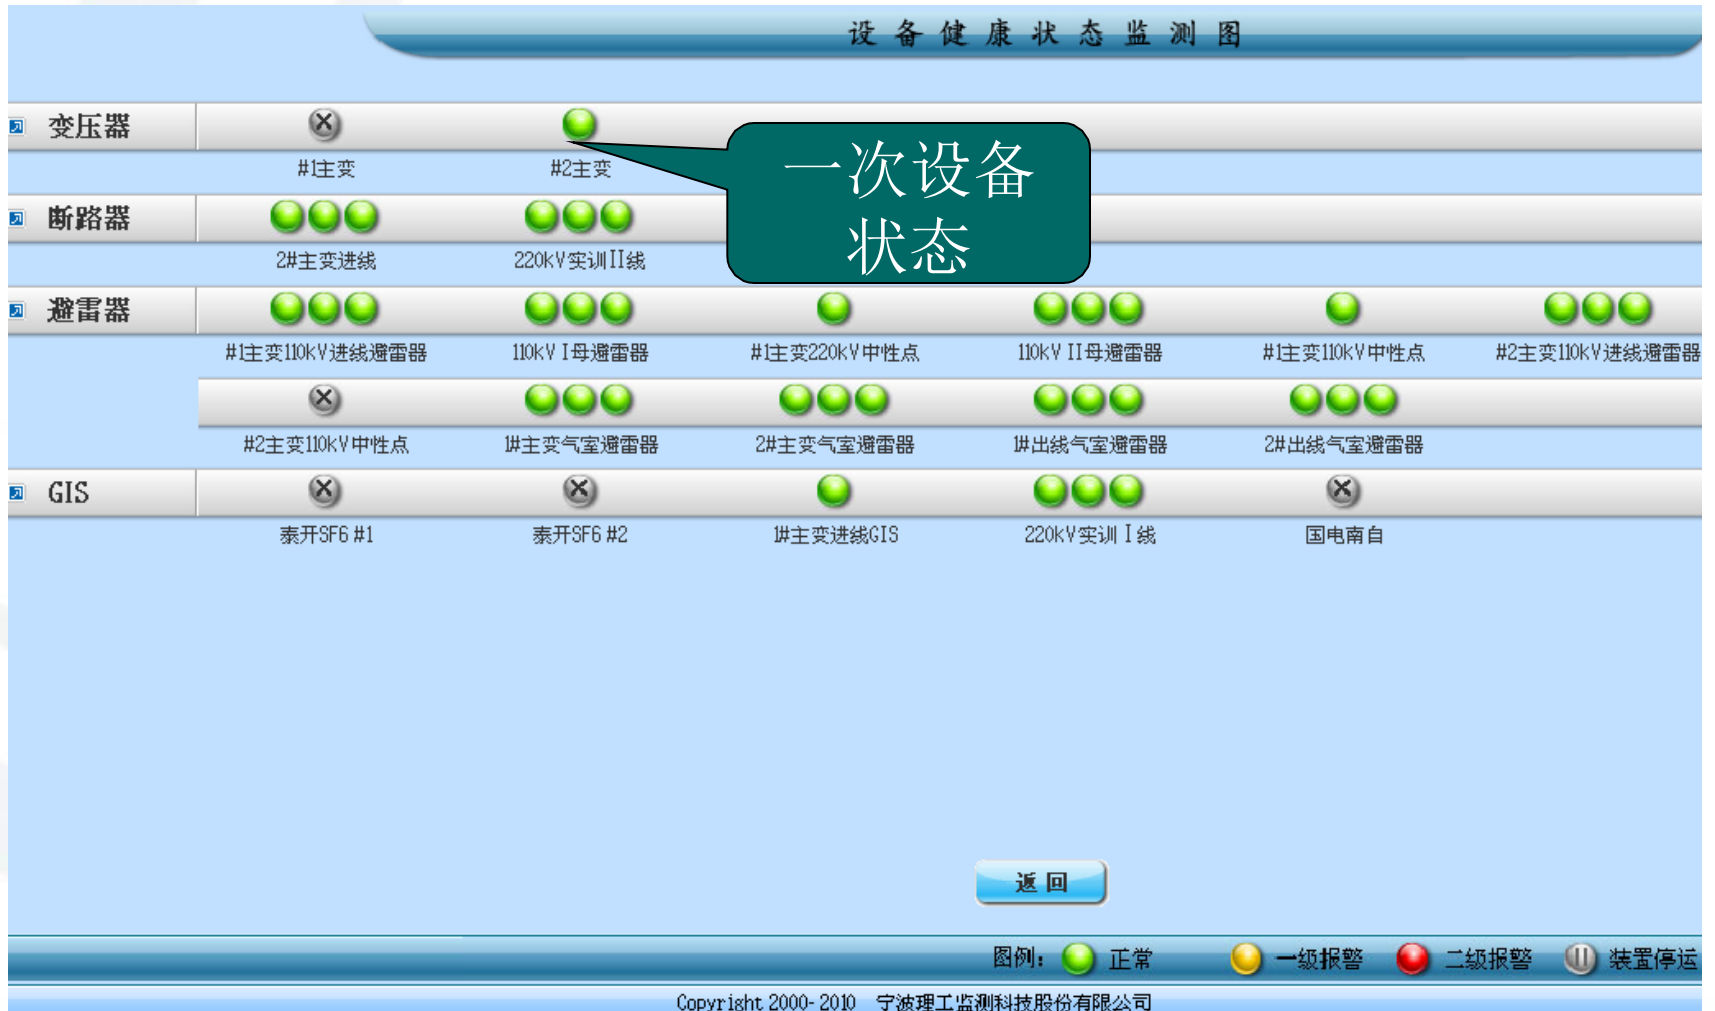 设备健康状态监测图
变压器
#1主变 #2主变
一次设备
状态
断路器
2#主变进线 220kV实训II线
避雷器
#1主变110kV进线避雷器 110kV I母避雷器 #1主变220kV中性点 110kV II母避雷器 #1主变110kV中性点 #2主变110kV进线避雷器
#2主变110kV中性点 1#主变气室避雷器 2#主变气室避雷器 1#出线气室避雷器 2#出线气室避雷器
GIS
泰开SF6 #1 泰开SF6 #2 1#主变进线GIS 220kV实训 I 线 国电南自
返回
图例: 正常 一级报警 二级报警 装置停运
Copyright 2000-2010 宁波理工监测科技股份有限公司